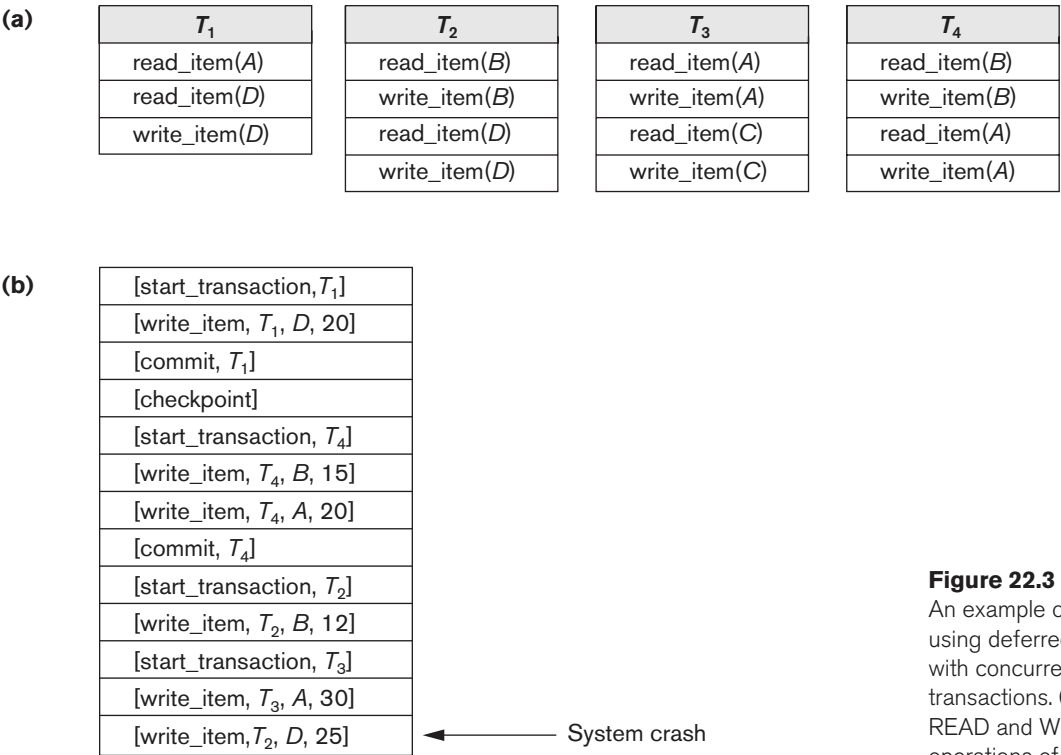 (a)
T1 T2 T3 T4
read_item(A) read_item(B) read_item(A) read_item(B)
read_item(D) write_item(B) write_item(A) write_item(B)
write_item(D) read_item(D) read_item(C) read_item(A)
write_item(D) write_item(C) write_item(A)
(b)
[start_transaction,T1]
[write_item, T1, D, 20]
[commit, T1]
[checkpoint]
[start_transaction, T4]
[write_item, T4, B, 15]
[write_item, T4, A, 20]
[commit, T4]
[start_transaction, T2]
[write_item, T2, B, 12]
[start_transaction, T3]
[write_item, T3, A, 30]
[write_item,T2, D, 25] System crash
Figure 22.3
An example o
using deferre
with concurre
transactions.
READ and W